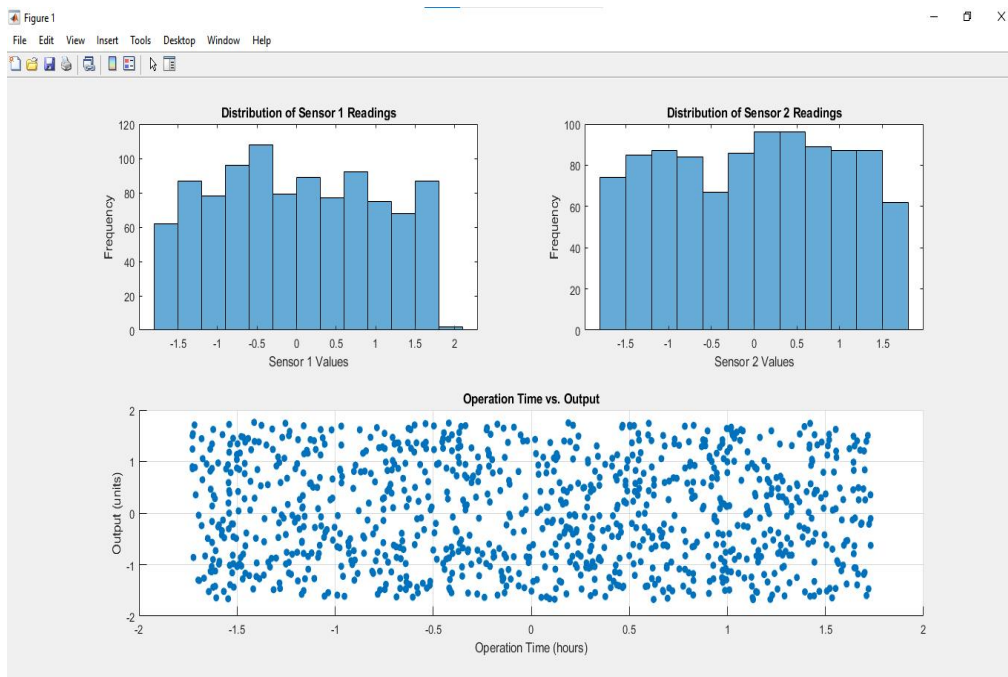 Figure 1
File Edit View Insert Tools Desktop Window Help
Distribution of Sensor 1 Readings
120
100
80
60
40
20
0
Frequency
-1.5 -1 -0.5 0 0.5 1 1.5 2
Sensor 1 Values
Distribution of Sensor 2 Readings
100
80
60
40
20
0
Frequency
-1.5 -1 -0.5 0 0.5 1 1.5
Sensor 2 Values
Operation Time vs. Output
2
1
0
-1
-2
Output (units)
-2 -1.5 -1 -0.5 0 0.5 1 1.5 2
Operation Time (hours)